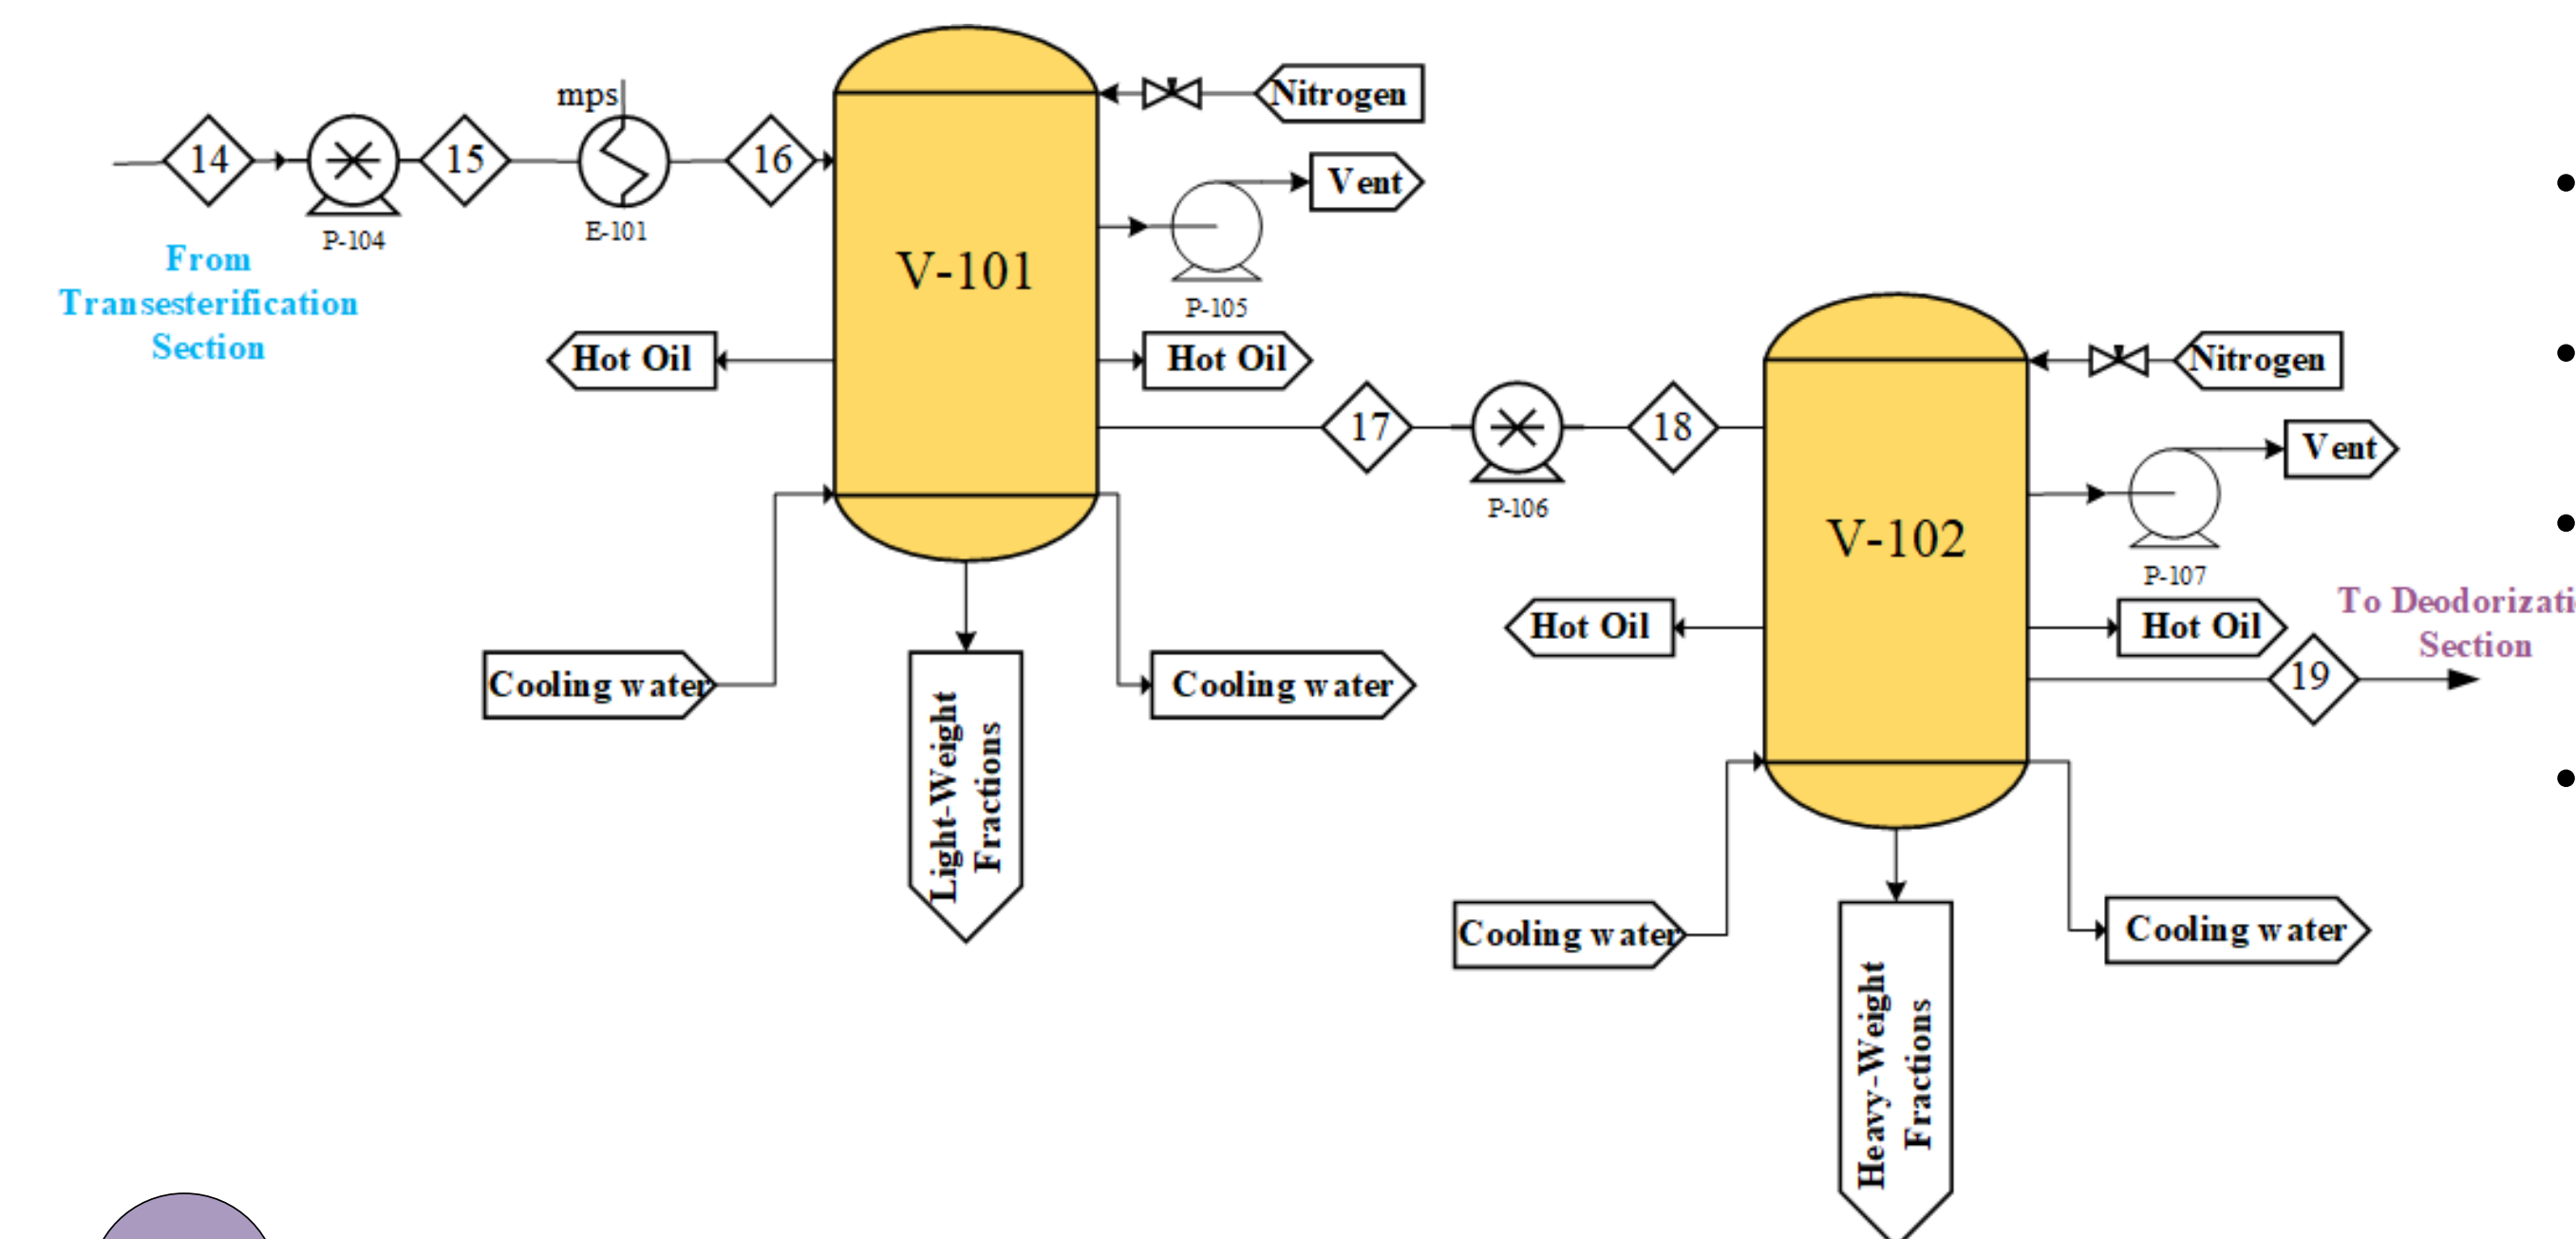 mps
Nitrogen
14
15
16
Vent
P-104
E-101
From
Transesterification
Section
V-101
P-105
Hot Oil
Hot Oil
Nitrogen
17
18
Vent
P-106
V-102
P-107
To Deodorizati
Section
Hot Oil
Hot Oil
19
Cooling water
Cooling water
Light-Weight
Fractions
Cooling water
Cooling water
Heavy-Weight
Fractions